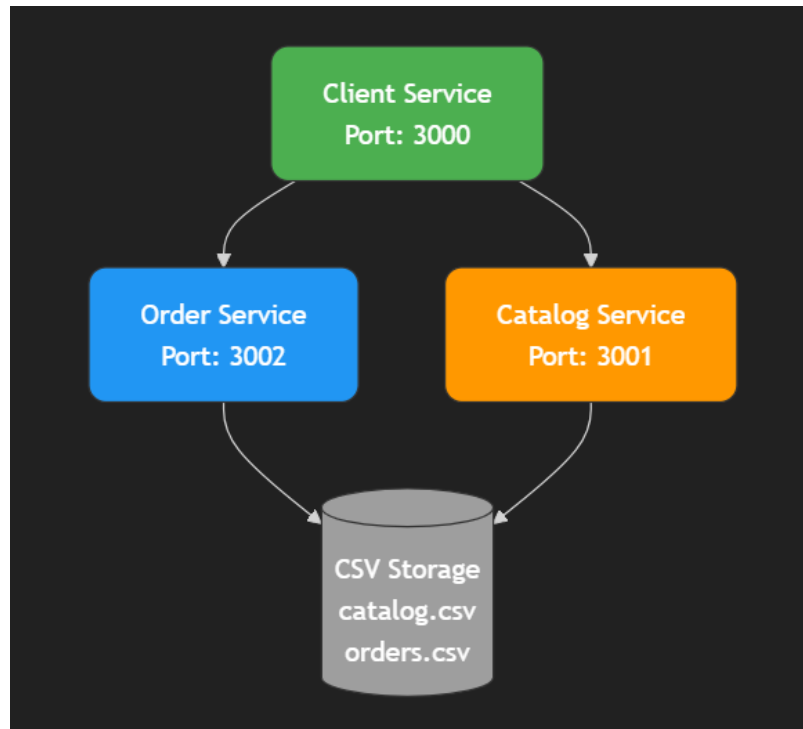 Client Service
Port: 3000
Order Service
Port: 3002
Catalog Service
Port: 3001
CSV Storage
catalog.csv
orders.csv